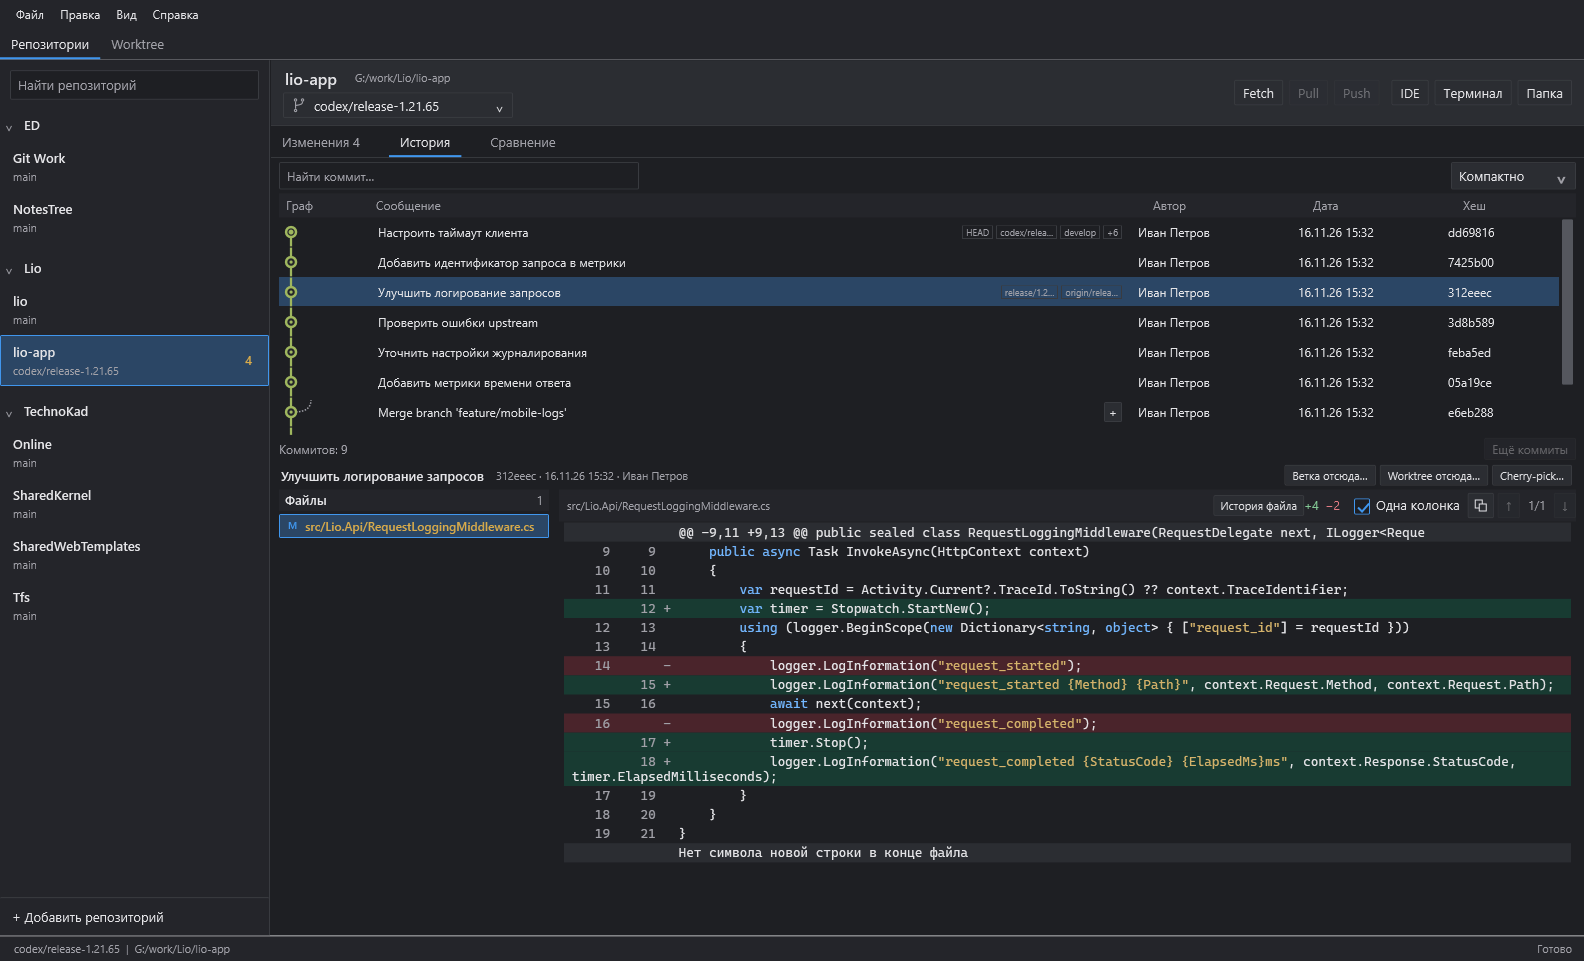 Файл Правка Вид Справка
Репозитории Worktree
Найти репозиторий
ED
Git Work
main
NotesTree
main
Lio
lio
main
lio-app
codex/release-1.21.65
4
TechnoKad
Online
main
SharedKernel
main
SharedWebTemplates
main
Tfs
main
+ Добавить репозиторий
lio-app G:/work/Lio/lio-app
codex/release-1.21.65
Fetch Pull Push IDE Терминал Папка
Изменения 4 История Сравнение
Найти коммит...
Компактно
Граф Сообщение Автор Дата Хеш
Настроить таймаут клиента HEAD codex/relea... develop +6 Иван Петров 16.11.26 15:32 dd69816
Добавить идентификатор запроса в метрики Иван Петров 16.11.26 15:32 7425b00
Улучшить логирование запросов release/1.2... origin/relea... Иван Петров 16.11.26 15:32 312eeec
Проверить ошибки upstream Иван Петров 16.11.26 15:32 3d8b589
Уточнить настройки журналирования Иван Петров 16.11.26 15:32 feba5ed
Добавить метрики времени ответа Иван Петров 16.11.26 15:32 05a19ce
Merge branch 'feature/mobile-logs' + Иван Петров 16.11.26 15:32 e6eb288
Коммитов: 9
Ещё коммиты
Улучшить логирование запросов 312eeec · 16.11.26 15:32 · Иван Петров
Ветка отсюда... Worktree отсюда... Cherry-pick...
Файлы 1
M src/Lio.Api/RequestLoggingMiddleware.cs
src/Lio.Api/RequestLoggingMiddleware.cs
История файла +4 −2 Одна колонка ↑ 1/1 ↓
@@ -9,11 +9,13 @@ public sealed class RequestLoggingMiddleware(RequestDelegate next, ILogger<Reque
9 9 public async Task InvokeAsync(HttpContext context)
10 10 {
11 11 var requestId = Activity.Current?.TraceId.ToString() ?? context.TraceIdentifier;
12 + var timer = Stopwatch.StartNew();
12 13 using (logger.BeginScope(new Dictionary<string, object> { ["request_id"] = requestId }))
13 14 {
14 − logger.LogInformation("request_started");
15 + logger.LogInformation("request_started {Method} {Path}", context.Request.Method, context.Request.Path);
15 16 await next(context);
16 − logger.LogInformation("request_completed");
17 + timer.Stop();
18 + logger.LogInformation("request_completed {StatusCode} {ElapsedMs}ms", context.Response.StatusCode,
timer.ElapsedMilliseconds);
17 19 }
18 20 }
19 21 }
Нет символа новой строки в конце файла
codex/release-1.21.65 | G:/work/Lio/lio-app
Готово